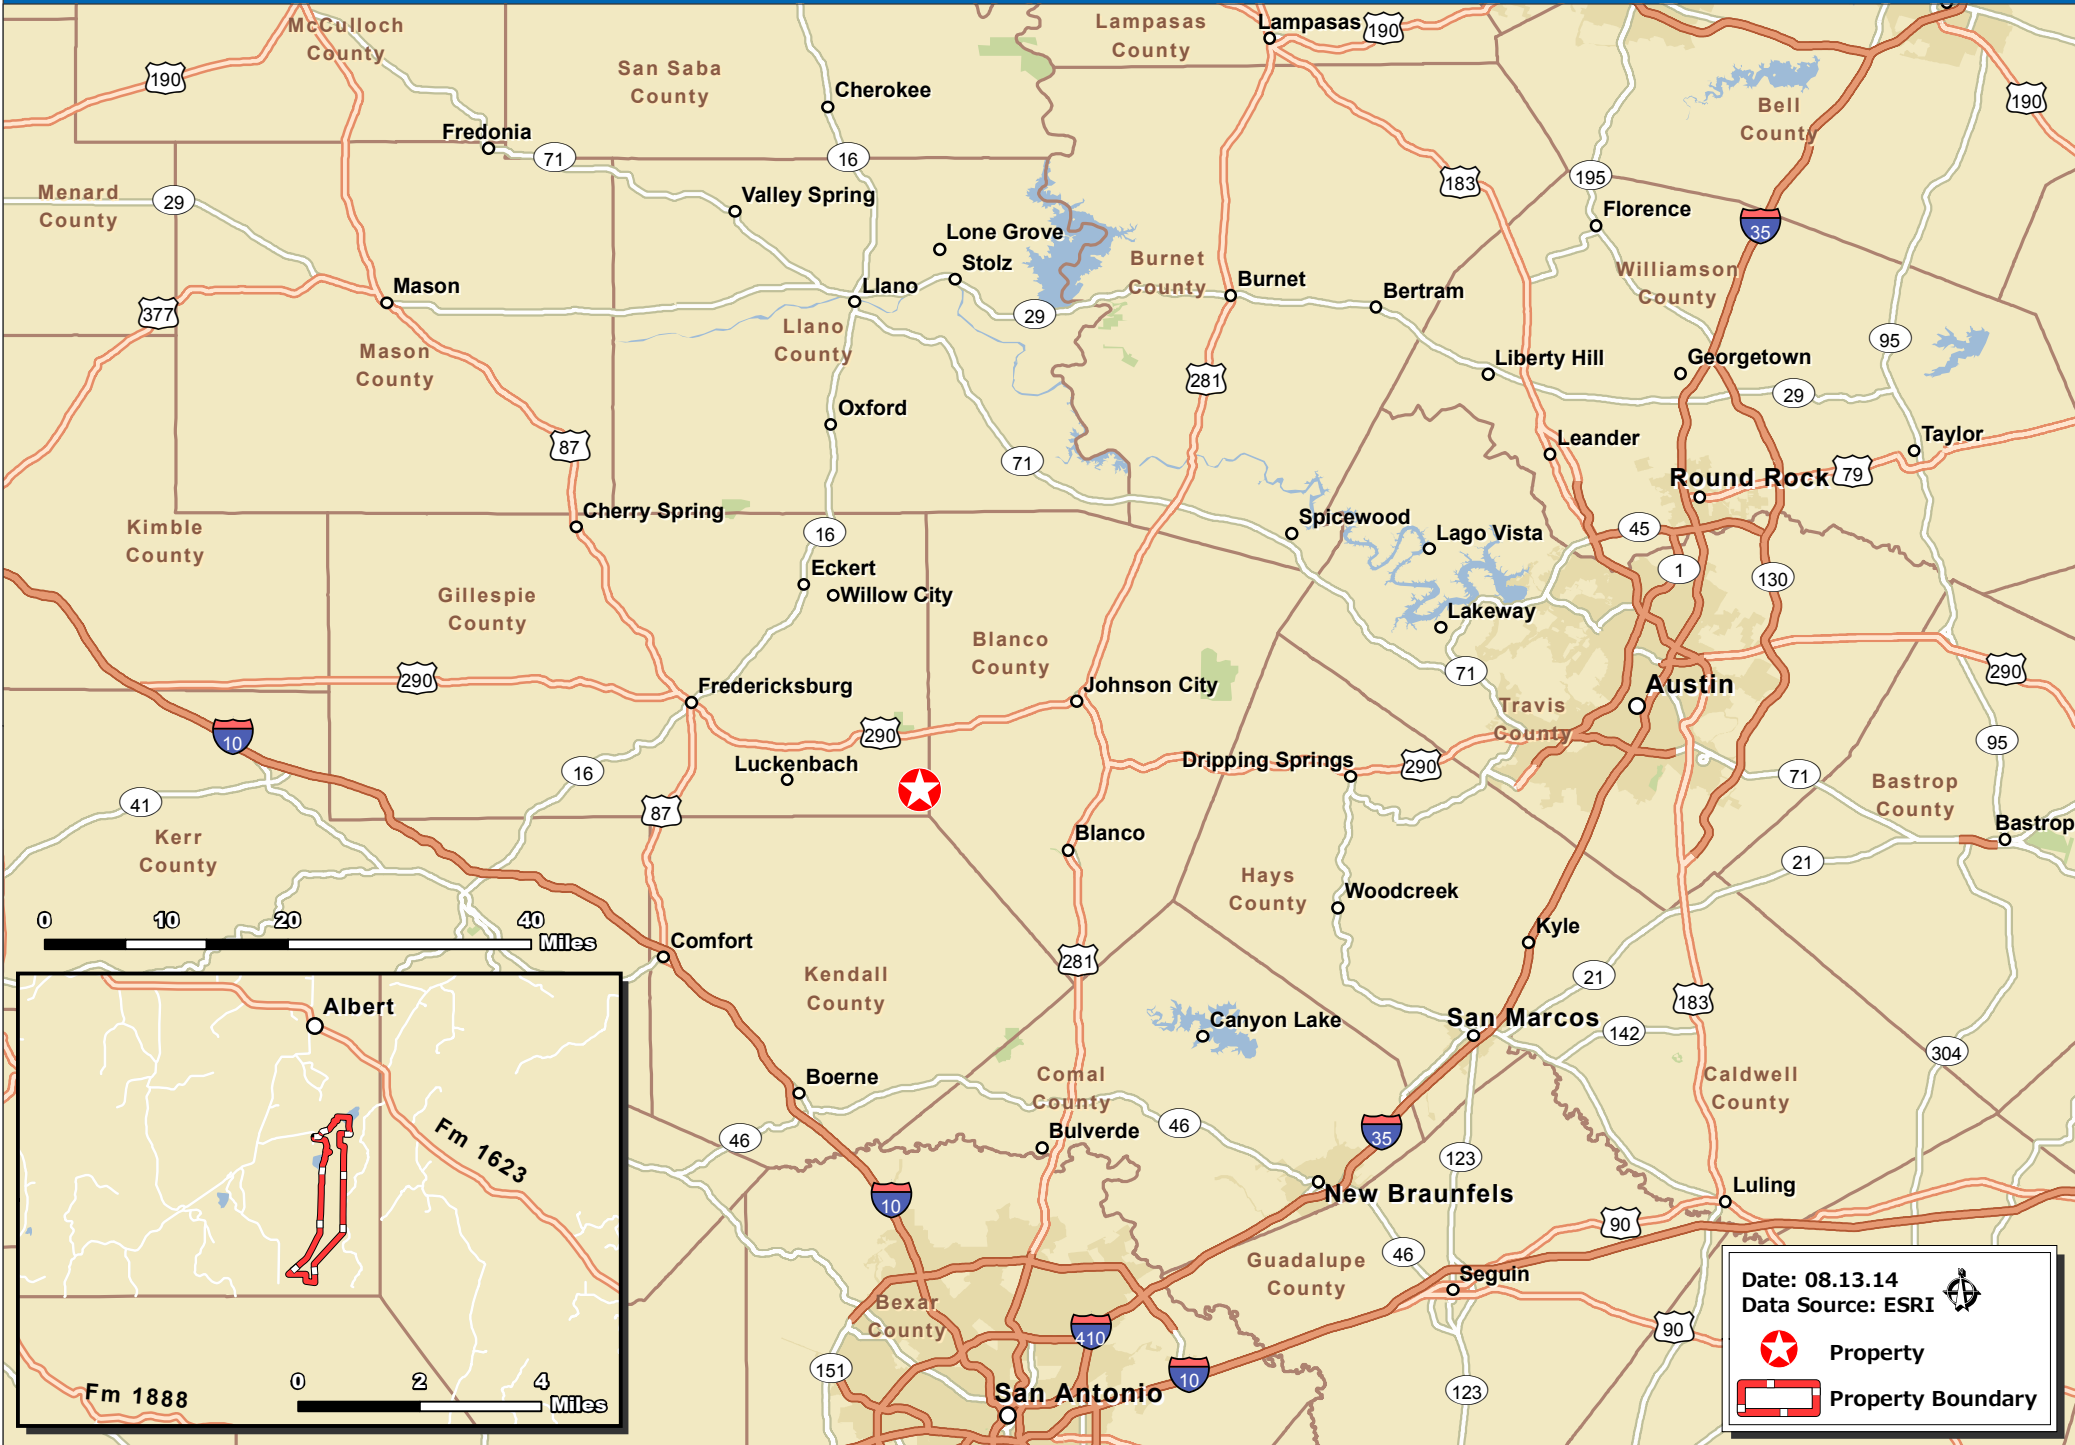 McCulloch
County
Lampasas
County
Lampasas
190
190
San Saba
County
Cherokee
Bell
County
190
Fredonia
71
16
183
195
Menard
County
29
Valley Spring
Florence
35
Lone Grove
Stolz
Burnet
County
Burnet
Williamson
County
Mason
Llano
Bertram
377
29
Llano
County
95
Mason
County
Liberty Hill
Georgetown
281
29
Oxford
87
Leander
Taylor
71
Round Rock
79
Cherry Spring
Kimble
County
16
Spicewood
Lago Vista
45
Eckert
Willow City
1
130
Gillespie
County
Lakeway
Blanco
County
290
Fredericksburg
Johnson City
71
290
Austin
Travis
County
10
290
95
Luckenbach
Dripping Springs
290
16
71
Bastrop
County
41
87
Kerr
County
Blanco
Bastrop
21
Hays
County
Woodcreek
0
10
20
40
Miles
Comfort
Kyle
281
Kendall
County
21
183
Canyon Lake
San Marcos
142
304
Albert
Boerne
Comal
County
Caldwell
County
46
46
Bulverde
35
Fm 1623
123
10
New Braunfels
Luling
90
46
Guadalupe
County
Seguin
Bexar
County
410
90
151
10
123
San Antonio
0
2
4
Miles
Fm 1888
Date: 08.13.14
Data Source: ESRI
Property
Property Boundary